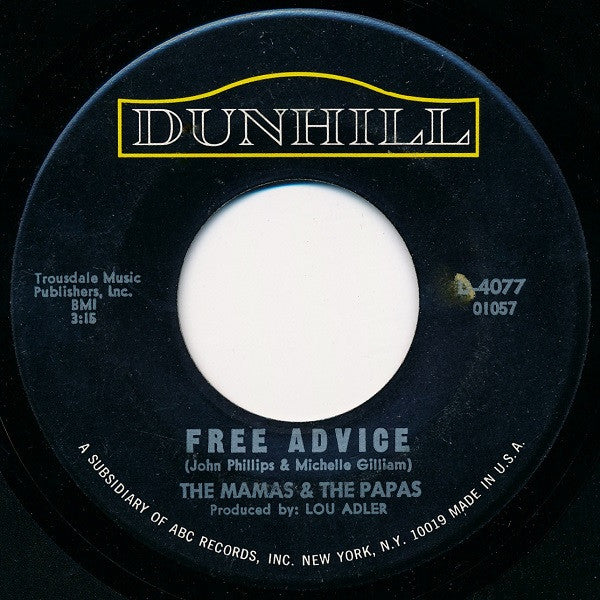 DUNHILL
Trousdale Music
Publishers, Inc.
BMI
3:15
D-4077
01057
FREE ADVICE
(John Phillips & Michelle Gilliam)
THE MAMAS & THE PAPAS
Produced by: LOU ADLER
A SUBSIDIARY OF ABC RECORDS, INC. NEW YORK, N.Y. 10019 MADE IN U.S.A.